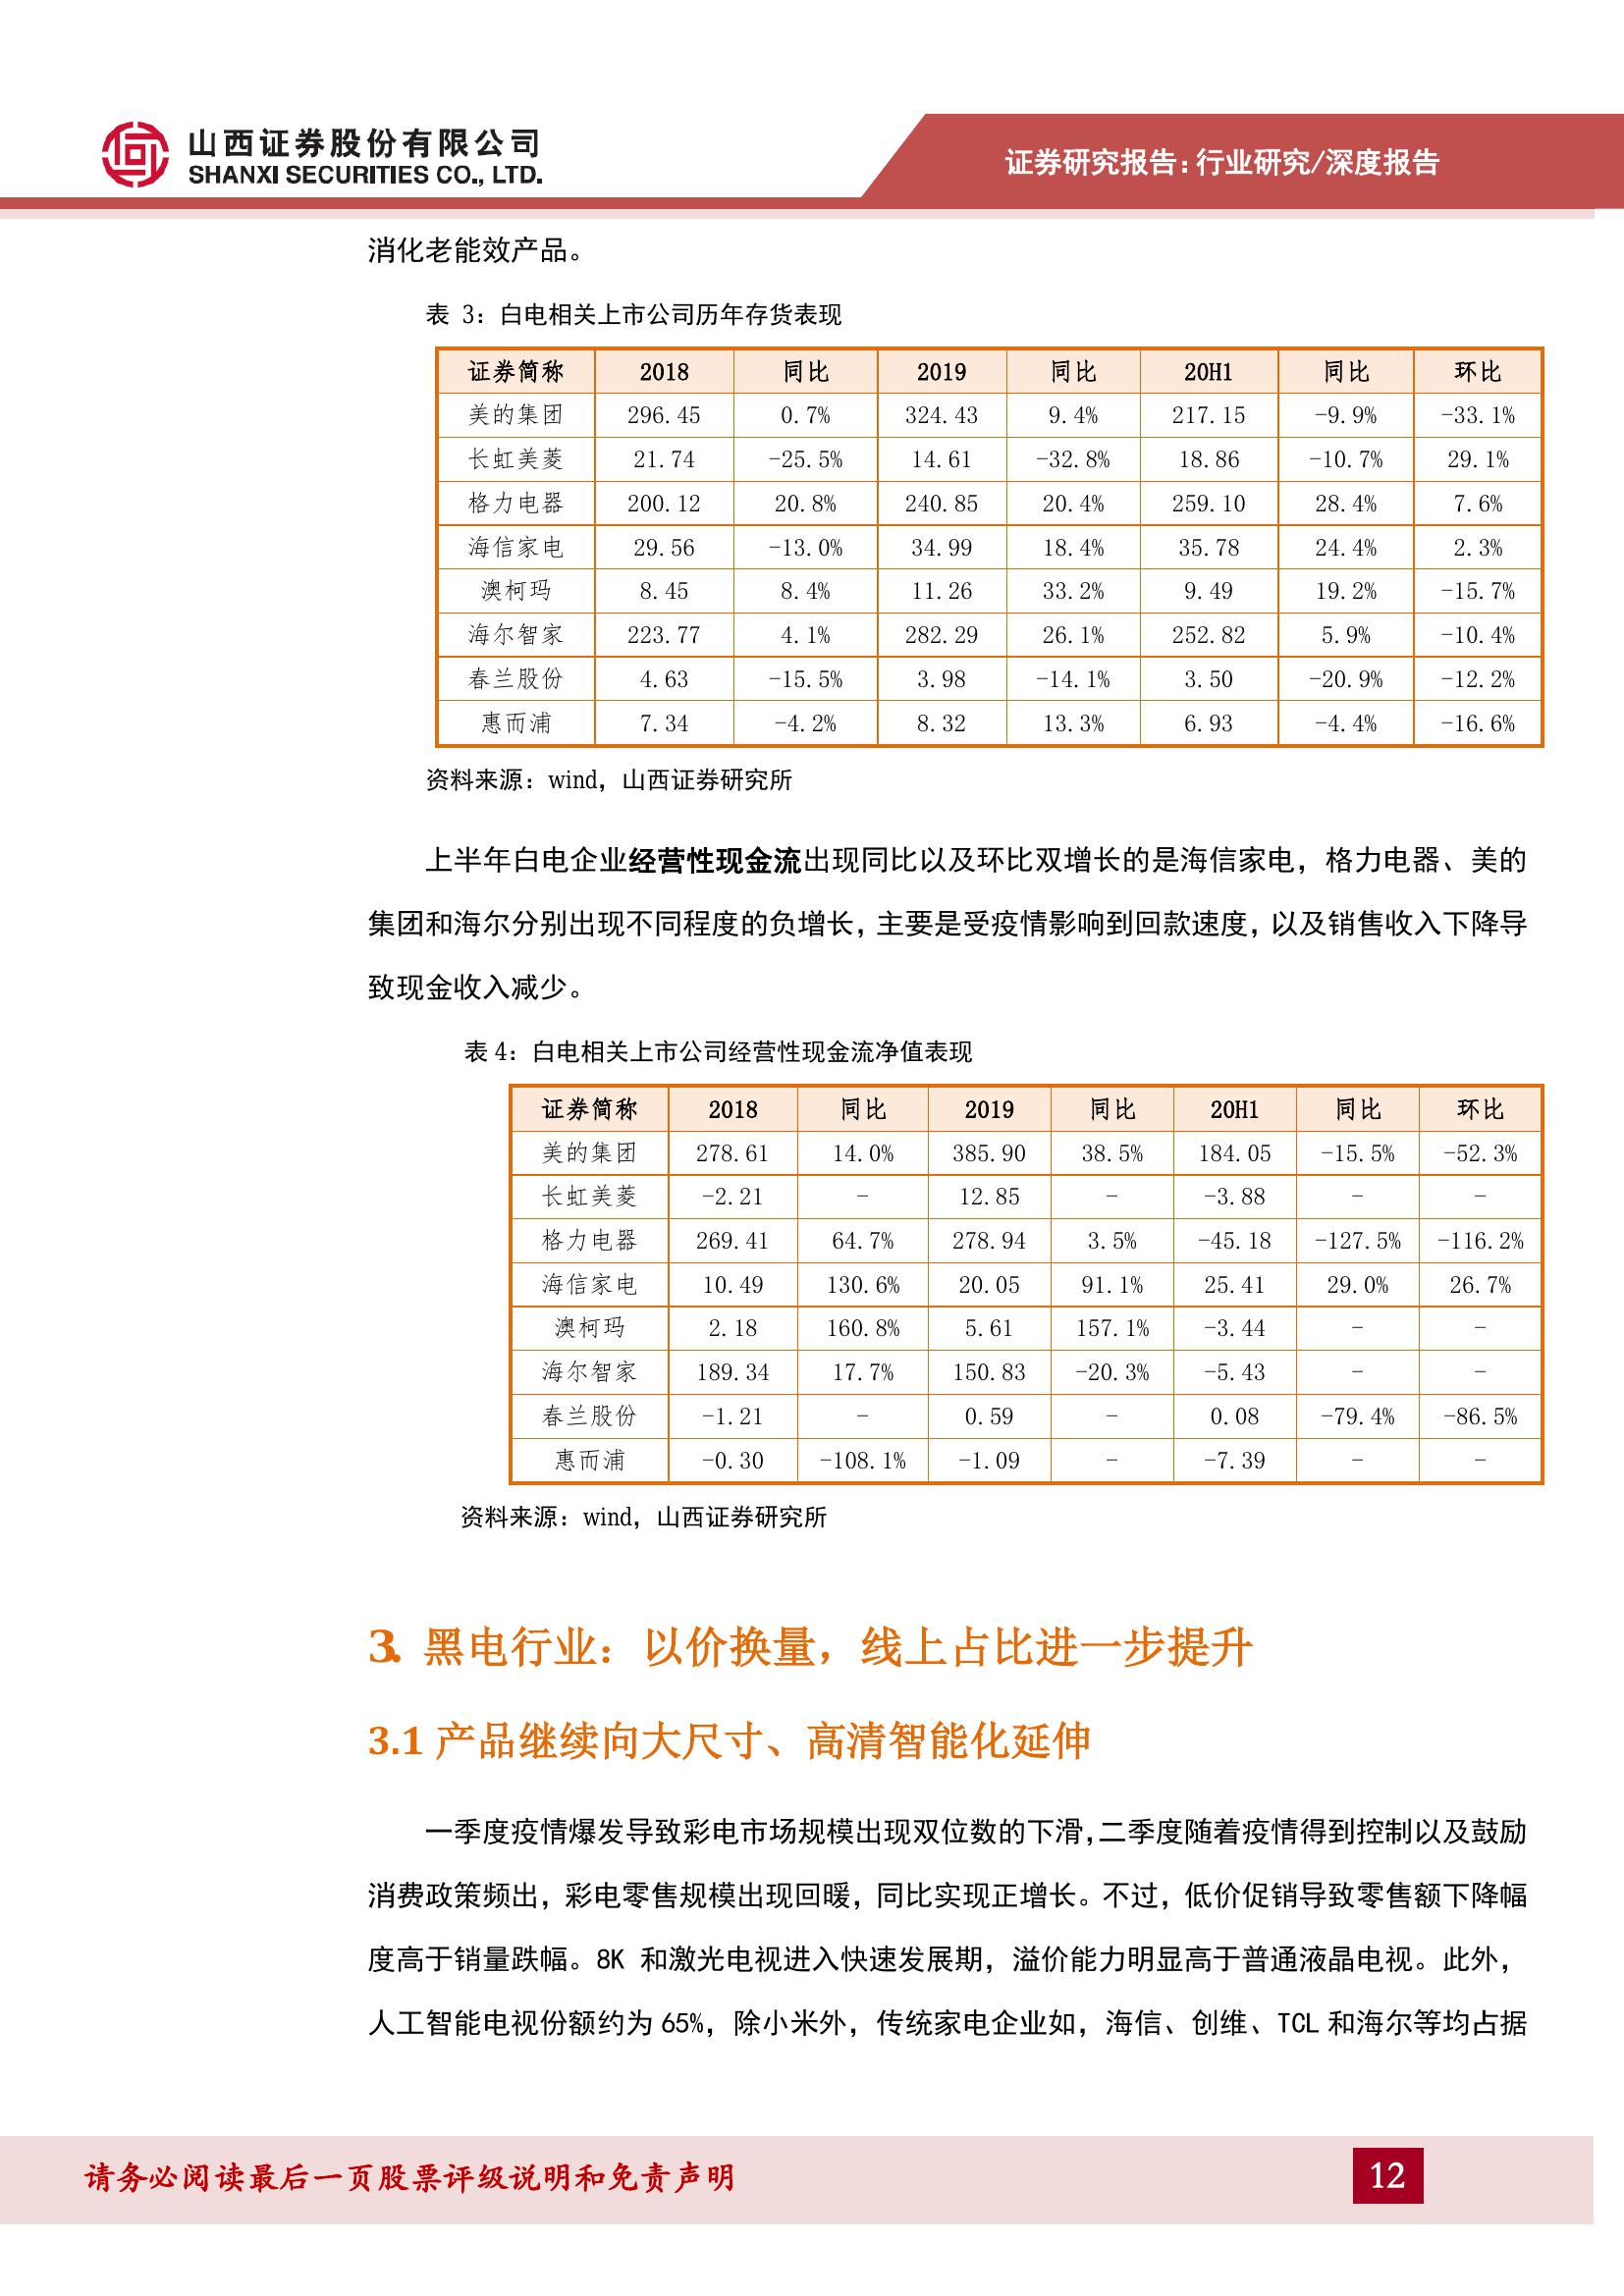 山西证券股份有限公司
SHANXI SECURITIES CO., LTD.
证券研究报告：行业研究/深度报告
消化老能效产品。
表 3：白电相关上市公司历年存货表现
证券简称 2018 同比 2019 同比 20H1 同比 环比
美的集团 296.45 0.7% 324.43 9.4% 217.15 -9.9% -33.1%
长虹美菱 21.74 -25.5% 14.61 -32.8% 18.86 -10.7% 29.1%
格力电器 200.12 20.8% 240.85 20.4% 259.10 28.4% 7.6%
海信家电 29.56 -13.0% 34.99 18.4% 35.78 24.4% 2.3%
澳柯玛 8.45 8.4% 11.26 33.2% 9.49 19.2% -15.7%
海尔智家 223.77 4.1% 282.29 26.1% 252.82 5.9% -10.4%
春兰股份 4.63 -15.5% 3.98 -14.1% 3.50 -20.9% -12.2%
惠而浦 7.34 -4.2% 8.32 13.3% 6.93 -4.4% -16.6%
资料来源：wind，山西证券研究所
上半年白电企业经营性现金流出现同比以及环比双增长的是海信家电，格力电器、美的
集团和海尔分别出现不同程度的负增长，主要是受疫情影响到回款速度，以及销售收入下降导
致现金收入减少。
表 4：白电相关上市公司经营性现金流净值表现
证券简称 2018 同比 2019 同比 20H1 同比 环比
美的集团 278.61 14.0% 385.90 38.5% 184.05 -15.5% -52.3%
长虹美菱 -2.21 - 12.85 - -3.88 - -
格力电器 269.41 64.7% 278.94 3.5% -45.18 -127.5% -116.2%
海信家电 10.49 130.6% 20.05 91.1% 25.41 29.0% 26.7%
澳柯玛 2.18 160.8% 5.61 157.1% -3.44 - -
海尔智家 189.34 17.7% 150.83 -20.3% -5.43 - -
春兰股份 -1.21 - 0.59 - 0.08 -79.4% -86.5%
惠而浦 -0.30 -108.1% -1.09 - -7.39 - -
资料来源：wind，山西证券研究所
3. 黑电行业：以价换量，线上占比进一步提升
3.1 产品继续向大尺寸、高清智能化延伸
一季度疫情爆发导致彩电市场规模出现双位数的下滑，二季度随着疫情得到控制以及鼓励
消费政策频出，彩电零售规模出现回暖，同比实现正增长。不过，低价促销导致零售额下降幅
度高于销量跌幅。8K 和激光电视进入快速发展期，溢价能力明显高于普通液晶电视。此外，
人工智能电视份额约为 65%，除小米外，传统家电企业如，海信、创维、TCL 和海尔等均占据
请务必阅读最后一页股票评级说明和免责声明
12